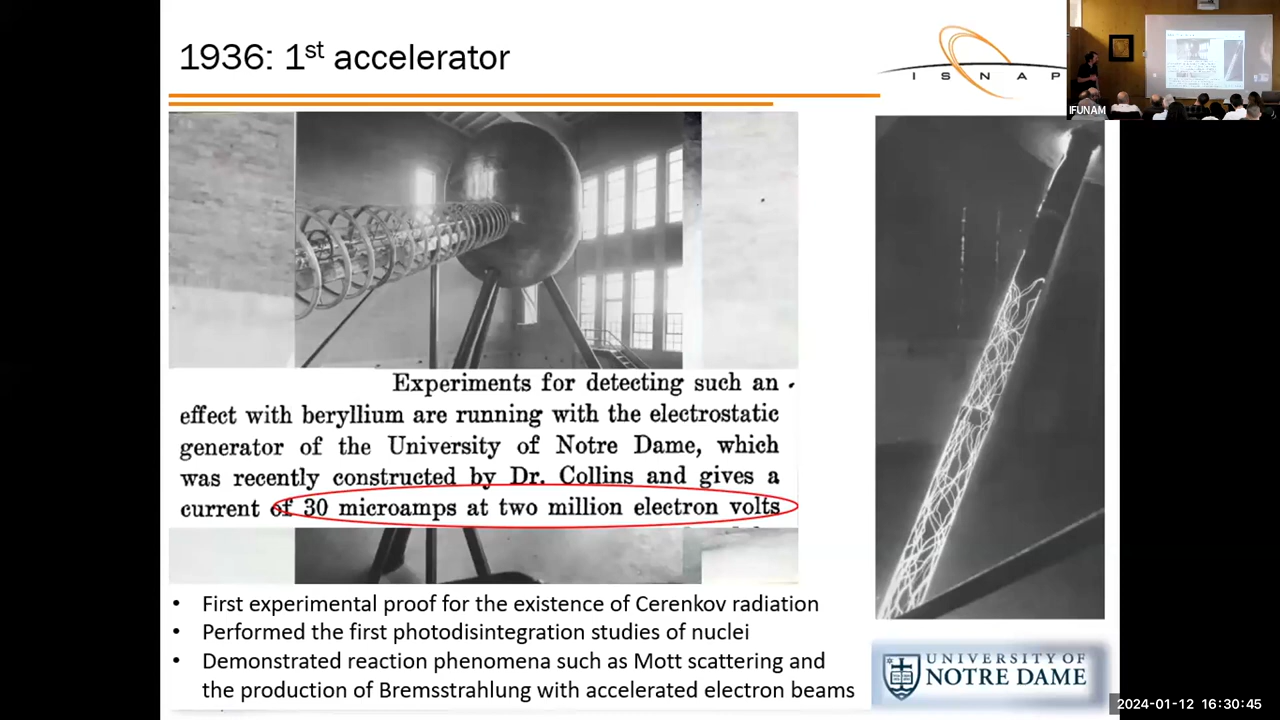 1936: 1st accelerator
ISNAP
IFUNAM
Experiments for detecting such an
effect with beryllium are running with the electrostatic
generator of the University of Notre Dame, which
was recently constructed by Dr. Collins and gives a
current of 30 microamps at two million electron volts
• First experimental proof for the existence of Cerenkov radiation
• Performed the first photodisintegration studies of nuclei
• Demonstrated reaction phenomena such as Mott scattering and
the production of Bremsstrahlung with accelerated electron beams
UNIVERSITY OF
NOTRE DAME
2024-01-12 16:30:45